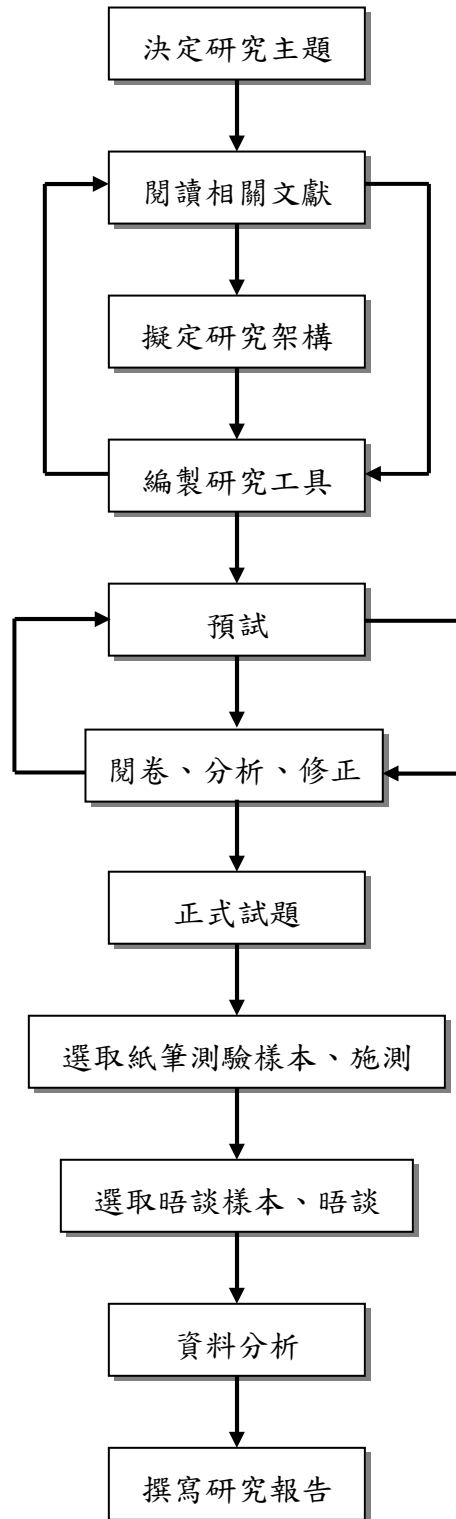 決定研究主題
閱讀相關文獻
擬定研究架構
編製研究工具
預試
閱卷、分析、修正
正式試題
選取紙筆測驗樣本、施測
選取晤談樣本、晤談
資料分析
撰寫研究報告